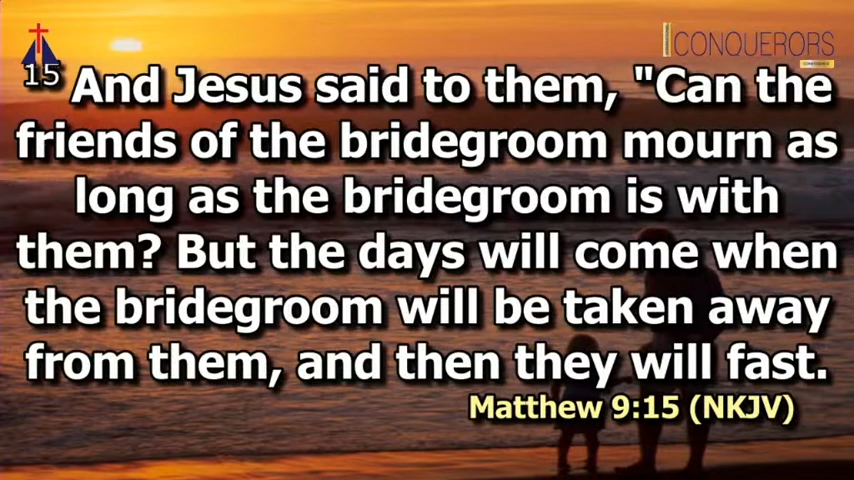 CONQUERORS
15 And Jesus said to them, "Can the
friends of the bridegroom mourn as
long as the bridegroom is with
them? But the days will come when
the bridegroom will be taken away
from them, and then they will fast.
Matthew 9:15 (NKJV)